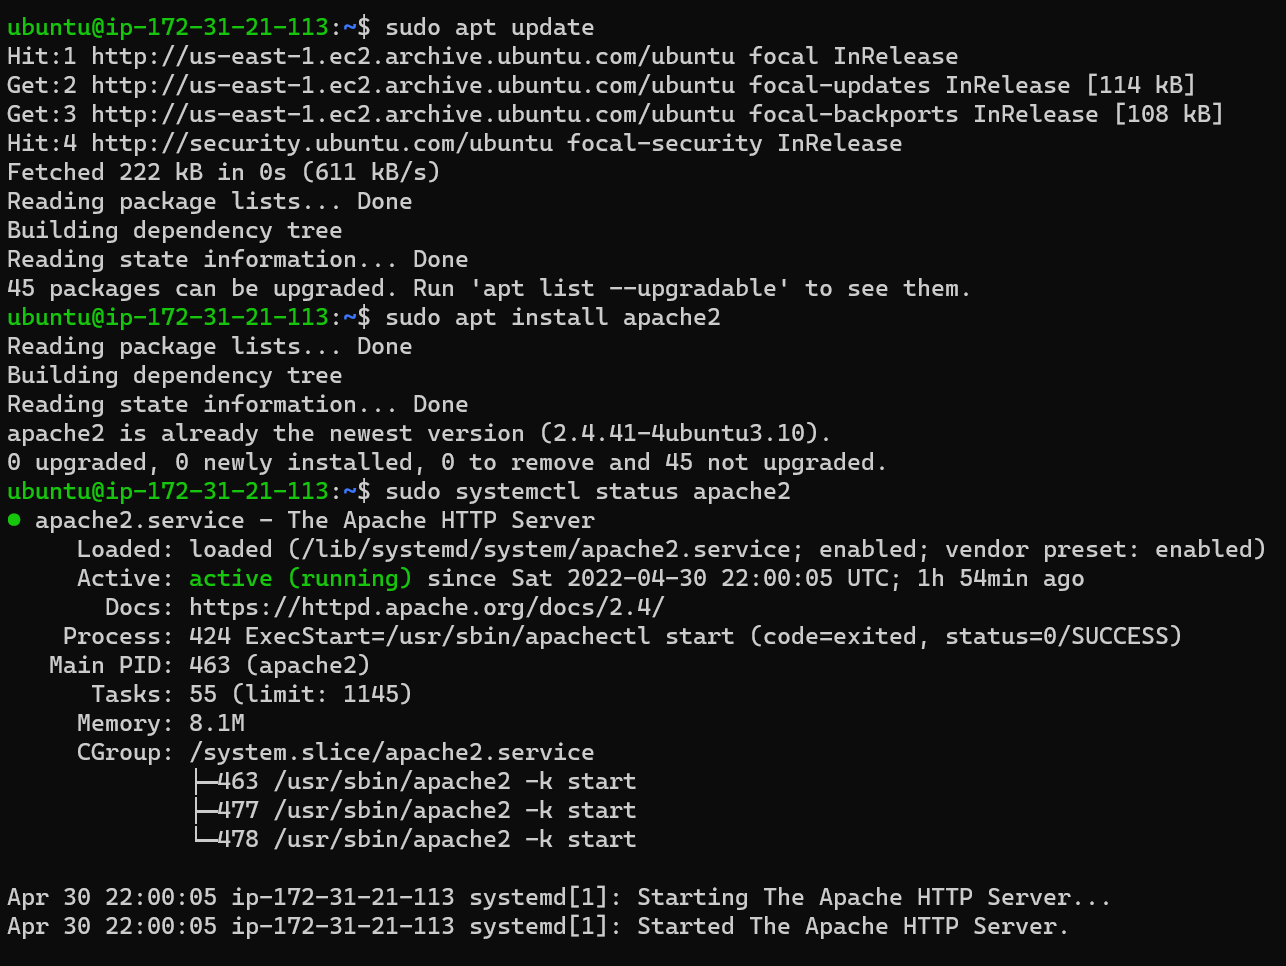 ubuntu@ip-172-31-21-113:~$ sudo apt update
Hit:1 http://us-east-1.ec2.archive.ubuntu.com/ubuntu focal InRelease
Get:2 http://us-east-1.ec2.archive.ubuntu.com/ubuntu focal-updates InRelease [114 kB]
Get:3 http://us-east-1.ec2.archive.ubuntu.com/ubuntu focal-backports InRelease [108 kB]
Hit:4 http://security.ubuntu.com/ubuntu focal-security InRelease
Fetched 222 kB in 0s (611 kB/s)
Reading package lists... Done
Building dependency tree
Reading state information... Done
45 packages can be upgraded. Run 'apt list --upgradable' to see them.
ubuntu@ip-172-31-21-113:~$ sudo apt install apache2
Reading package lists... Done
Building dependency tree
Reading state information... Done
apache2 is already the newest version (2.4.41-4ubuntu3.10).
0 upgraded, 0 newly installed, 0 to remove and 45 not upgraded.
ubuntu@ip-172-31-21-113:~$ sudo systemctl status apache2
● apache2.service - The Apache HTTP Server
     Loaded: loaded (/lib/systemd/system/apache2.service; enabled; vendor preset: enabled)
     Active: active (running) since Sat 2022-04-30 22:00:05 UTC; 1h 54min ago
       Docs: https://httpd.apache.org/docs/2.4/
    Process: 424 ExecStart=/usr/sbin/apachectl start (code=exited, status=0/SUCCESS)
   Main PID: 463 (apache2)
      Tasks: 55 (limit: 1145)
     Memory: 8.1M
     CGroup: /system.slice/apache2.service
             ├─463 /usr/sbin/apache2 -k start
             ├─477 /usr/sbin/apache2 -k start
             └─478 /usr/sbin/apache2 -k start

Apr 30 22:00:05 ip-172-31-21-113 systemd[1]: Starting The Apache HTTP Server...
Apr 30 22:00:05 ip-172-31-21-113 systemd[1]: Started The Apache HTTP Server.